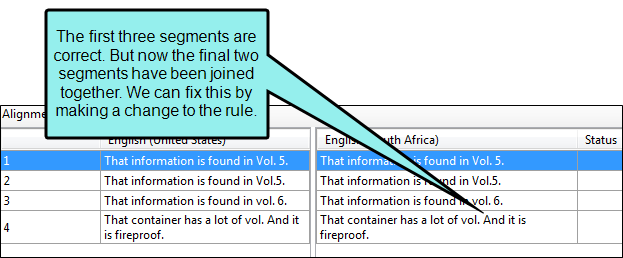 The first three segments are
correct. But now the final two
segments have been joined
together. We can fix this by
making a change to the rule.
Alignme
English (United States)
English
uth Africa)
Status
1
That information is found in Vol. 5.
That information is found in Vol. 5.
2
That information is found in Vol.5.
That information is found in Vol.5.
3
That information is found in vol. 6.
That information is found in vol. 6.
4
That container has a lot of vol. And it
is fireproof.
That container has a lot of vol. And it is
fireproof.